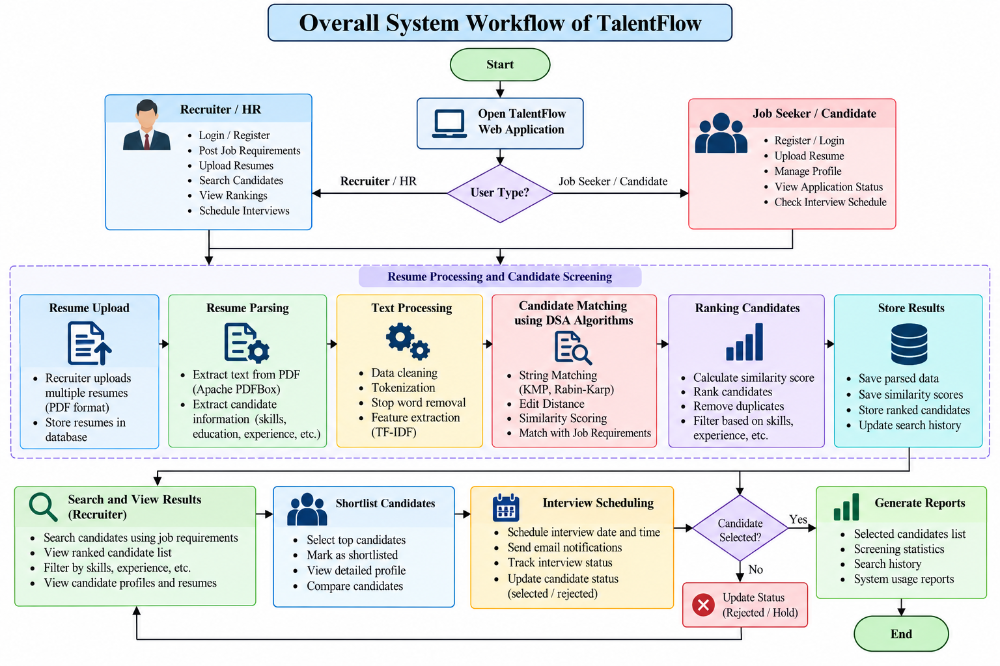 Overall System Workflow of TalentFlow
Start
Open TalentFlow
Web Application
User Type?
Recruiter / HR
Job Seeker / Candidate
Recruiter / HR
• Login / Register
• Post Job Requirements
• Upload Resumes
• Search Candidates
• View Rankings
• Schedule Interviews
Job Seeker / Candidate
• Register / Login
• Upload Resume
• Manage Profile
• View Application Status
• Check Interview Schedule
Resume Processing and Candidate Screening
Resume Upload
• Recruiter uploads
multiple resumes
(PDF format)
• Store resumes in
database
Resume Parsing
• Extract text from PDF
(Apache PDFBox)
• Extract candidate
information (skills,
education, experience, etc.)
Text Processing
• Data cleaning
• Tokenization
• Stop word removal
• Feature extraction
(TF-IDF)
Candidate Matching
using DSA Algorithms
• String Matching
(KMP, Rabin-Karp)
• Edit Distance
• Similarity Scoring
• Match with Job Requirements
Ranking Candidates
• Calculate similarity score
• Rank candidates
• Remove duplicates
• Filter based on skills,
experience, etc.
Store Results
• Save parsed data
• Save similarity scores
• Store ranked candidates
• Update search history
Search and View Results
(Recruiter)
• Search candidates using job requirements
• View ranked candidate list
• Filter by skills, experience, etc.
• View candidate profiles and resumes
Shortlist Candidates
• Select top candidates
• Mark as shortlisted
• View detailed profile
• Compare candidates
Interview Scheduling
• Schedule interview date and time
• Send email notifications
• Track interview status
• Update candidate status
(selected / rejected)
Candidate
Selected?
Yes
No
Update Status
(Rejected / Hold)
Generate Reports
• Selected candidates list
• Screening statistics
• Search history
• System usage reports
End